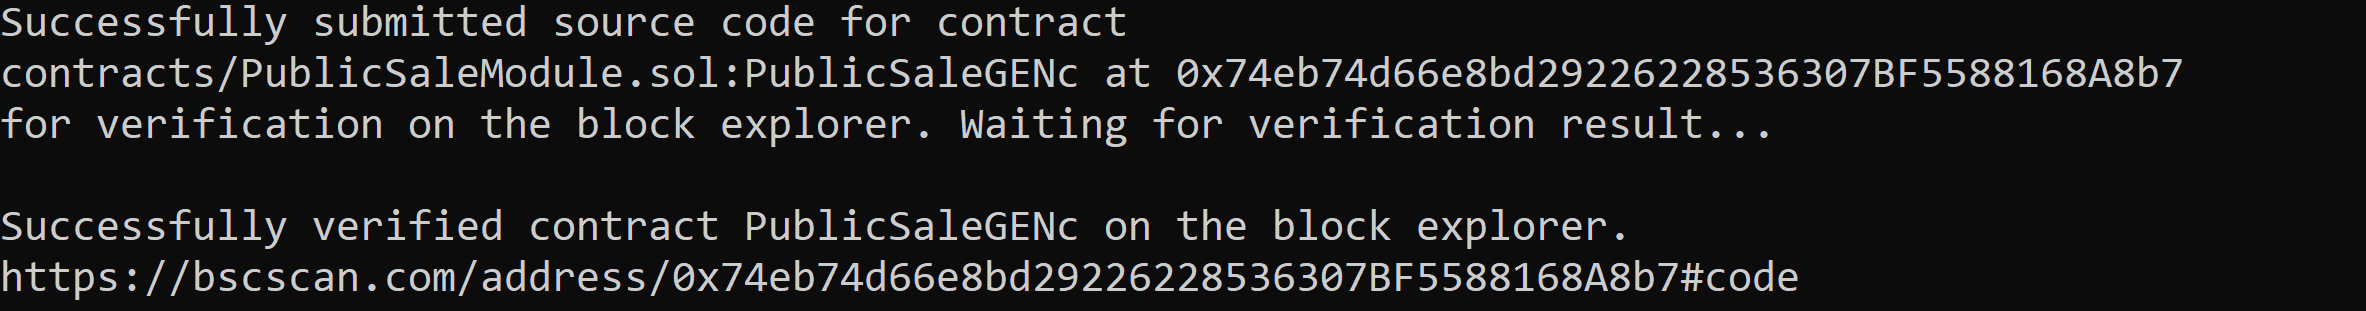 Successfully submitted source code for contract
contracts/PublicSaleModule.sol:PublicSaleGENc at 0x74eb74d66e8bd29226228536307BF5588168A8b7
for verification on the block explorer. Waiting for verification result...
Successfully verified contract PublicSaleGENc on the block explorer.
https://bscscan.com/address/0x74eb74d66e8bd29226228536307BF5588168A8b7#code